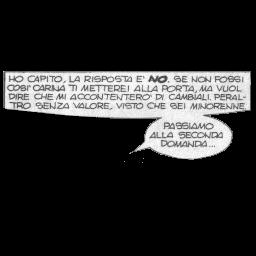 HO CAPITO, LA RISPOSTA E' NO. SE NON FOSSI
COSI' CARINA TI METTEREI ALLA PORTA, MA VUOL
DIRE CHE MI ACCONTENTERO' DI CAMBIALI. PERAL-
TRO SENZA VALORE, VISTO CHE SEI MINORENNE.
PASSIAMO
ALLA SECONDA
DOMANDA...